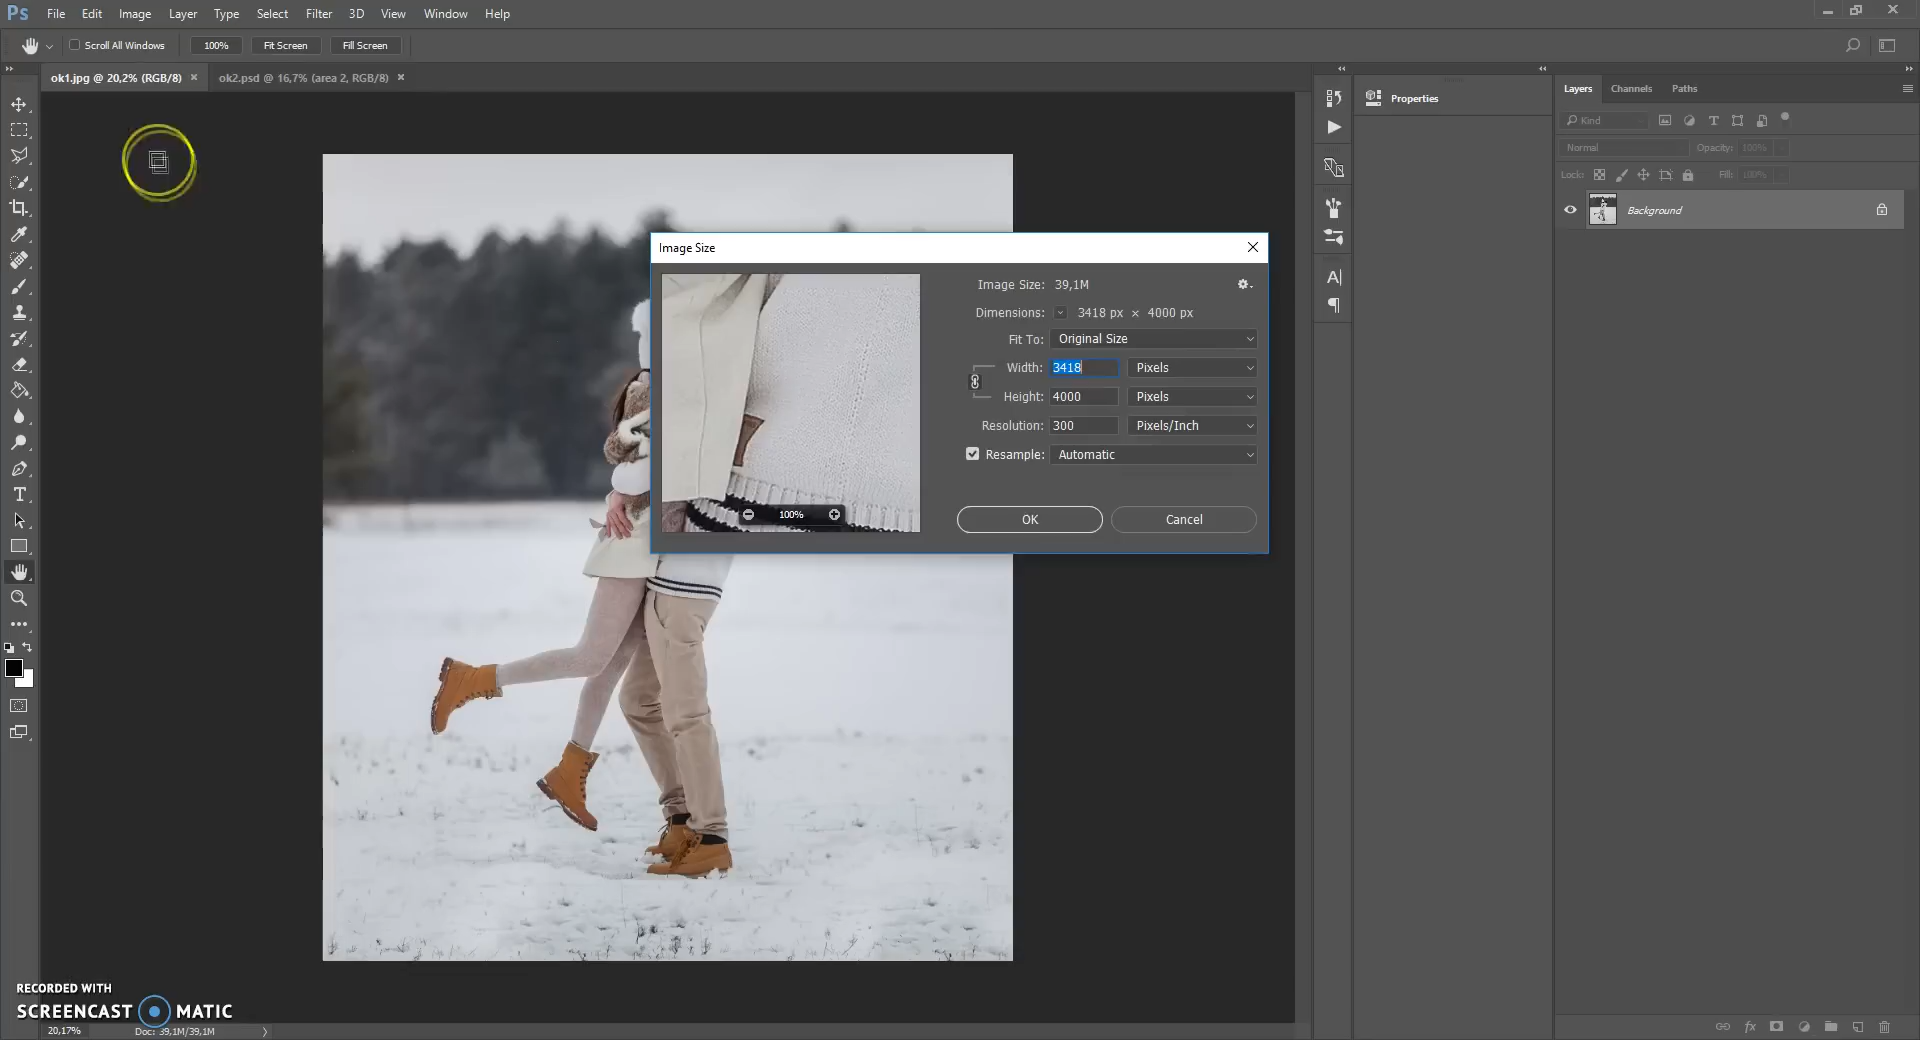 Ps File Edit Image Layer Type Select Filter 3D View Window Help
Scroll All Windows 100% Fit Screen Fill Screen
ok1.jpg @ 20,2% (RGB/8) × ok2.psd @ 16,7% (area 2, RGB/8) ×
Properties
Layers Channels Paths
Kind
Normal Opacity: 100%
Lock: Fill: 100%
Background
Image Size
Image Size: 39,1M
Dimensions: 3418 px × 4000 px
Fit To: Original Size
Width: 3418 Pixels
Height: 4000 Pixels
Resolution: 300 Pixels/Inch
Resample: Automatic
100%
OK Cancel
RECORDED WITH
SCREENCAST MATIC
20,17% Doc: 39,1M/39,1M